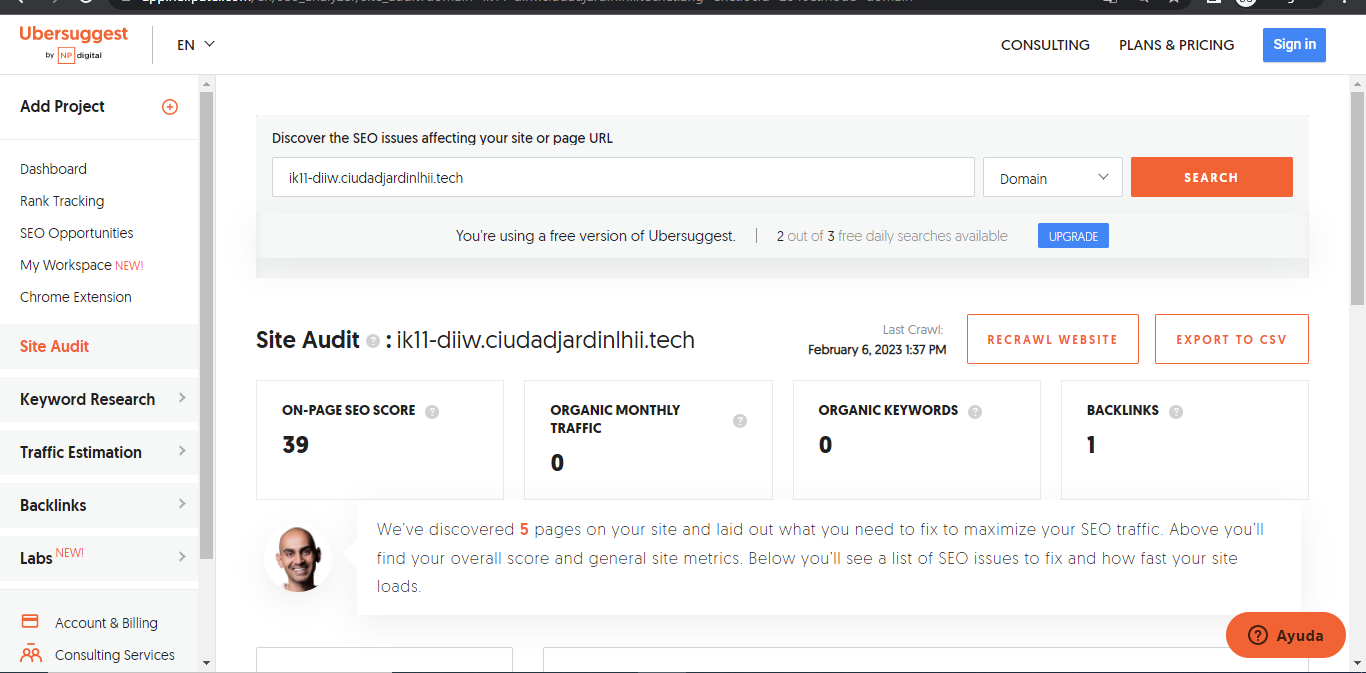 Ubersuggest
by NP digital
EN
CONSULTING
PLANS & PRICING
Sign in
Add Project
Dashboard
Rank Tracking
SEO Opportunities
My Workspace NEW!
Chrome Extension
Site Audit
Keyword Research
Traffic Estimation
Backlinks
Labs NEW!
Account & Billing
Consulting Services
Discover the SEO issues affecting your site or page URL
ik11-diiw.ciudadjardinlhii.tech
Domain
SEARCH
You're using a free version of Ubersuggest.
2 out of 3 free daily searches available
UPGRADE
Site Audit ? : ik11-diiw.ciudadjardinlhii.tech
Last Crawl:
February 6, 2023 1:37 PM
RECRAWL WEBSITE
EXPORT TO CSV
ON-PAGE SEO SCORE ?
39
ORGANIC MONTHLY
TRAFFIC ?
0
ORGANIC KEYWORDS ?
0
BACKLINKS ?
1
We've discovered 5 pages on your site and laid out what you need to fix to maximize your SEO traffic. Above you'll
find your overall score and general site metrics. Below you'll see a list of SEO issues to fix and how fast your site
loads.
? Ayuda